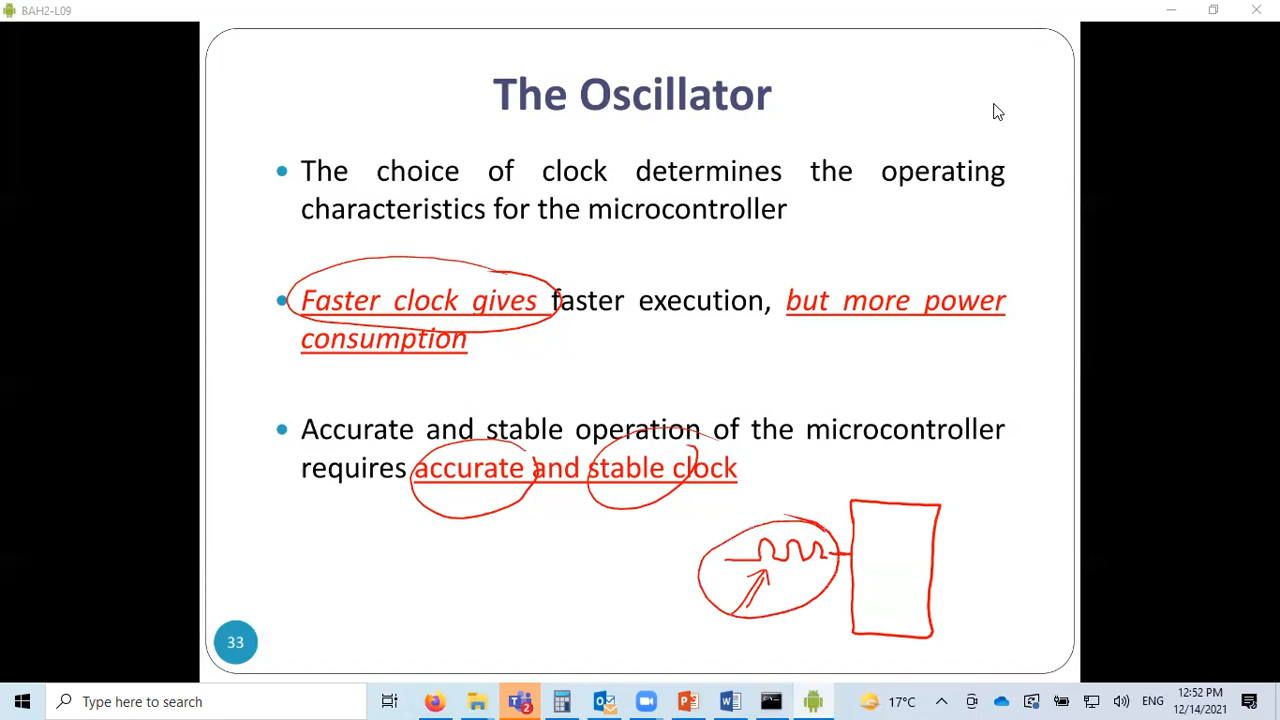 BAH2-L09
The Oscillator
The choice of clock determines the operating
characteristics for the microcontroller
Faster clock gives faster execution, but more power
consumption
Accurate and stable operation of the microcontroller
requires accurate and stable clock
33
Type here to search
2
17°C
ENG
12:52 PM
12/14/2021